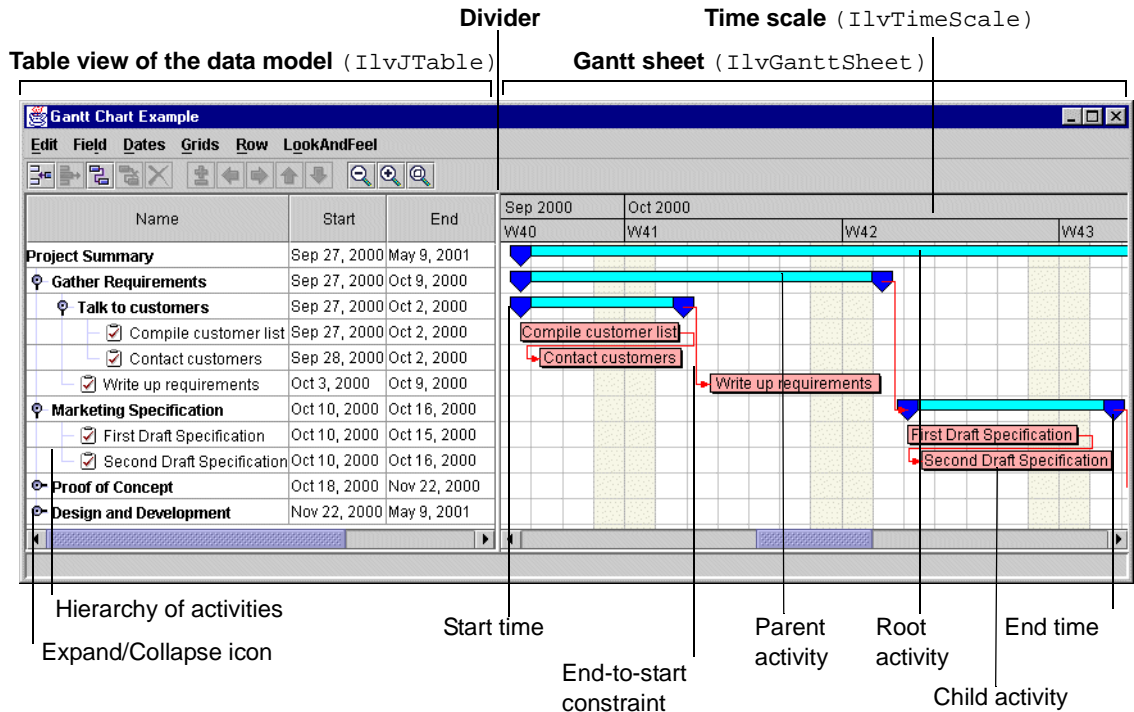 Divider
Time scale (IlvTimeScale)
Table view of the data model (IlvJTable)
Gantt sheet (IlvGanttSheet)
Gantt Chart Example
Edit Field Dates Grids Row LookAndFeel
Name Start End
Sep 2000 Oct 2000
W40 W41 W42 W43
Project Summary Sep 27, 2000 May 9, 2001
Gather Requirements Sep 27, 2000 Oct 9, 2000
Talk to customers Sep 27, 2000 Oct 2, 2000
Compile customer list Sep 27, 2000 Oct 2, 2000 Compile customer list
Contact customers Sep 28, 2000 Oct 2, 2000 Contact customers
Write up requirements Oct 3, 2000 Oct 9, 2000 Write up requirements
Marketing Specification Oct 10, 2000 Oct 16, 2000
First Draft Specification Oct 10, 2000 Oct 15, 2000 First Draft Specification
Second Draft Specification Oct 10, 2000 Oct 16, 2000 Second Draft Specification
Proof of Concept Oct 18, 2000 Nov 22, 2000
Design and Development Nov 22, 2000 May 9, 2001
Hierarchy of activities
Expand/Collapse icon
Start time
End-to-start
constraint
Parent
activity
Root
activity
End time
Child activity